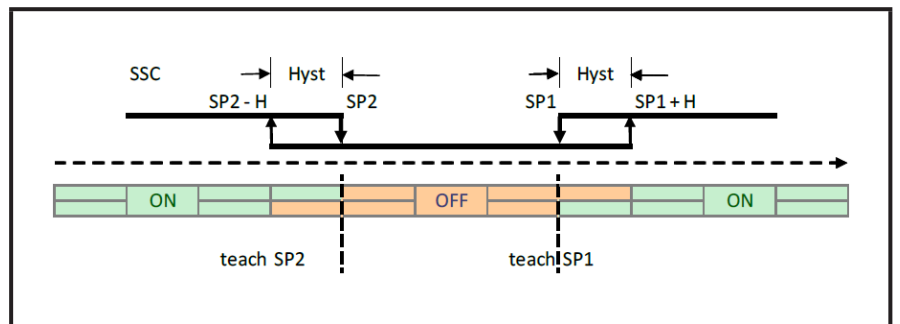 SSC Hyst Hyst
SP2 - H SP2 SP1 SP1 + H
ON OFF ON
teach SP2 teach SP1